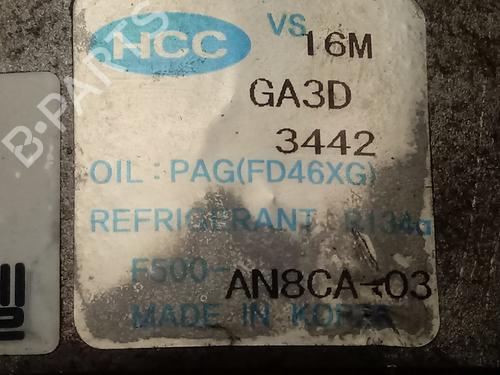 HCC VS 16M
GA3D
3442
OIL : PAG(FD46XG)
REFRIGERANT R134a
F500-AN8CA-03
MADE IN KOREA
B-PARTS